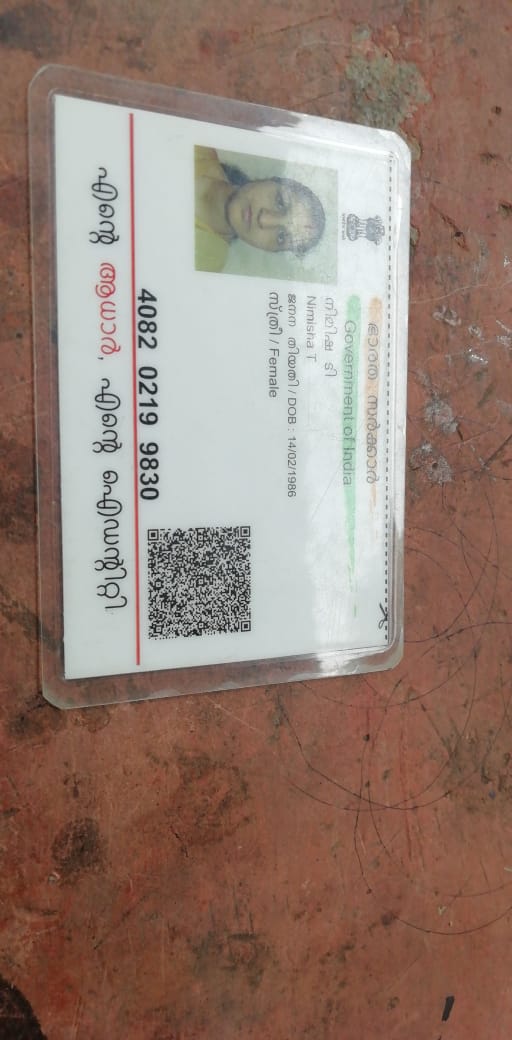 ഭാരത സർക്കാർ
Government of India
നിമിഷ ടി
Nimisha T
ജനന തിയതി / DOB : 14/02/1986
സ്ത്രീ / Female
4082 0219 9830
എന്റെ ആധാർ, എന്റെ ഐഡന്റിറ്റി